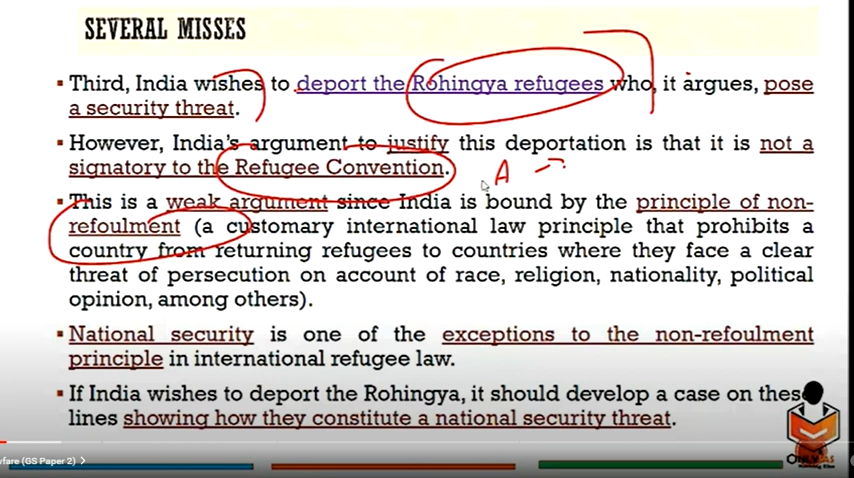 SEVERAL MISSES
▪ Third, India wishes to deport the Rohingya refugees who, it argues, pose
a security threat.
▪ However, India's argument to justify this deportation is that it is not a
signatory to the Refugee Convention.
A →
▪ This is a weak argument since India is bound by the principle of non-
refoulment (a customary international law principle that prohibits a
country from returning refugees to countries where they face a clear
threat of persecution on account of race, religion, nationality, political
opinion, among others).
▪ National security is one of the exceptions to the non-refoulment
principle in international refugee law.
▪ If India wishes to deport the Rohingya, it should develop a case on these
lines showing how they constitute a national security threat.
fare (GS Paper 2) >